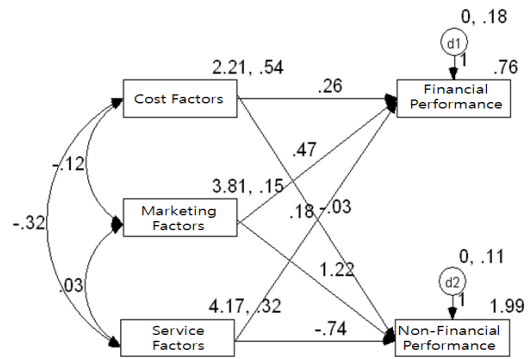 0, .18
d1
1
2.21, .54
.76
Cost Factors
.26
Financial
Performance
-.12
.47
3.81, .15
-.32
Marketing
Factors
.18
-.03
.03
1.22
0, .11
d2
1
4.17, .32
1.99
Service
Factors
-.74
Non-Financial
Performance